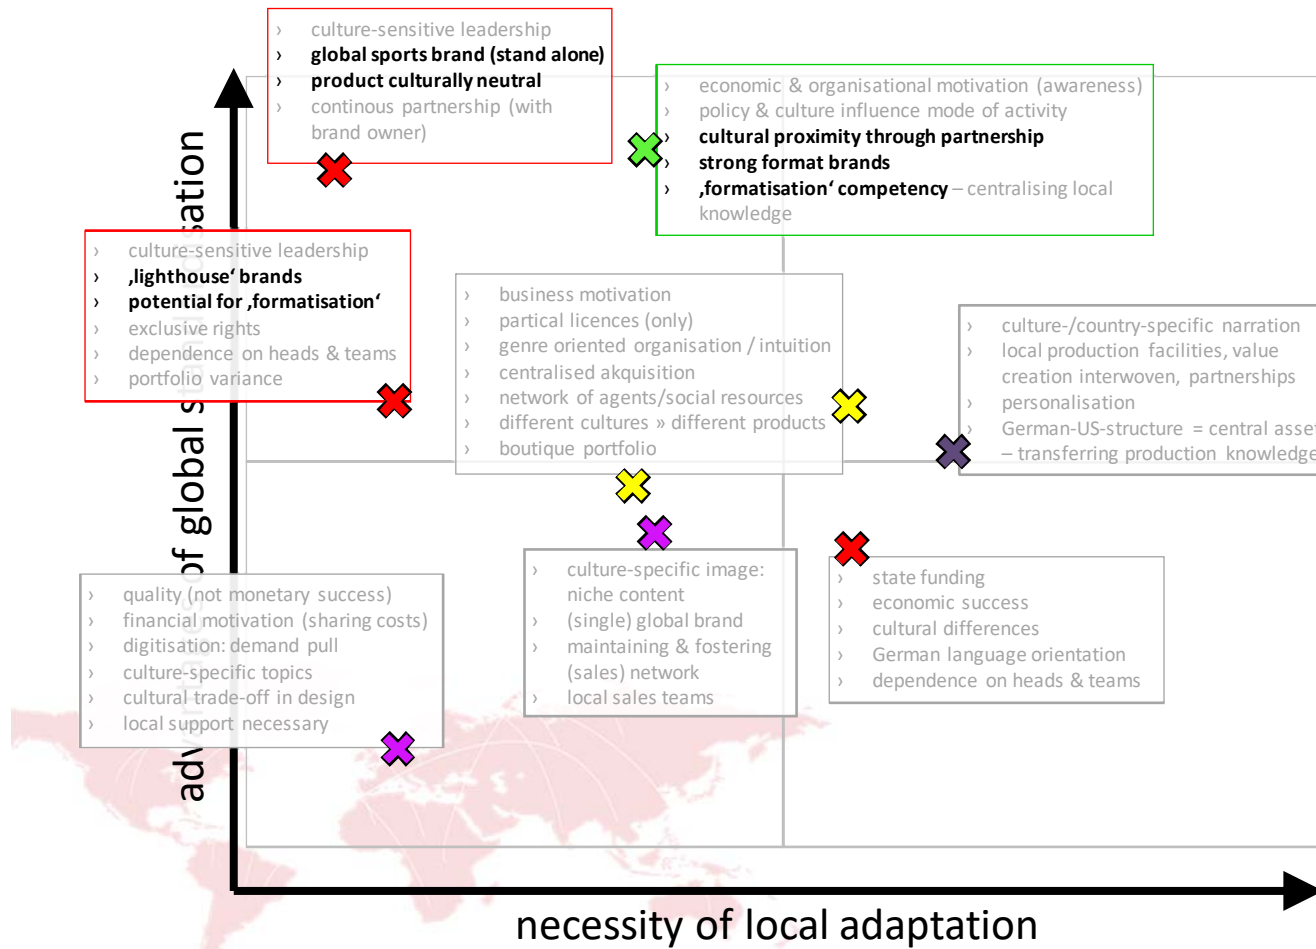 › culture-sensitive leadership
› global sports brand (stand alone)
› product culturally neutral
› continous partnership (with
brand owner)
› economic & organisational motivation (awareness)
› policy & culture influence mode of activity
› cultural proximity through partnership
› strong format brands
› ‚formatisation‘ competency – centralising local
knowledge
› culture-sensitive leadership
› ‚lighthouse‘ brands
› potential for ‚formatisation‘
› exclusive rights
› dependence on heads & teams
› portfolio variance
› business motivation
› partical licences (only)
› genre oriented organisation / intuition
› centralised akquisition
› network of agents/social resources
› different cultures » different products
› boutique portfolio
› culture-/country-specific narration
› local production facilities, value
creation interwoven, partnerships
› personalisation
› German-US-structure = central asset
– transferring production knowledge
› quality (not monetary success)
› financial motivation (sharing costs)
› digitisation: demand pull
› culture-specific topics
› cultural trade-off in design
› local support necessary
› culture-specific image:
niche content
› (single) global brand
› maintaining & fostering
(sales) network
› local sales teams
› state funding
› economic success
› cultural differences
› German language orientation
› dependence on heads & teams
advantages of global standardisation
necessity of local adaptation